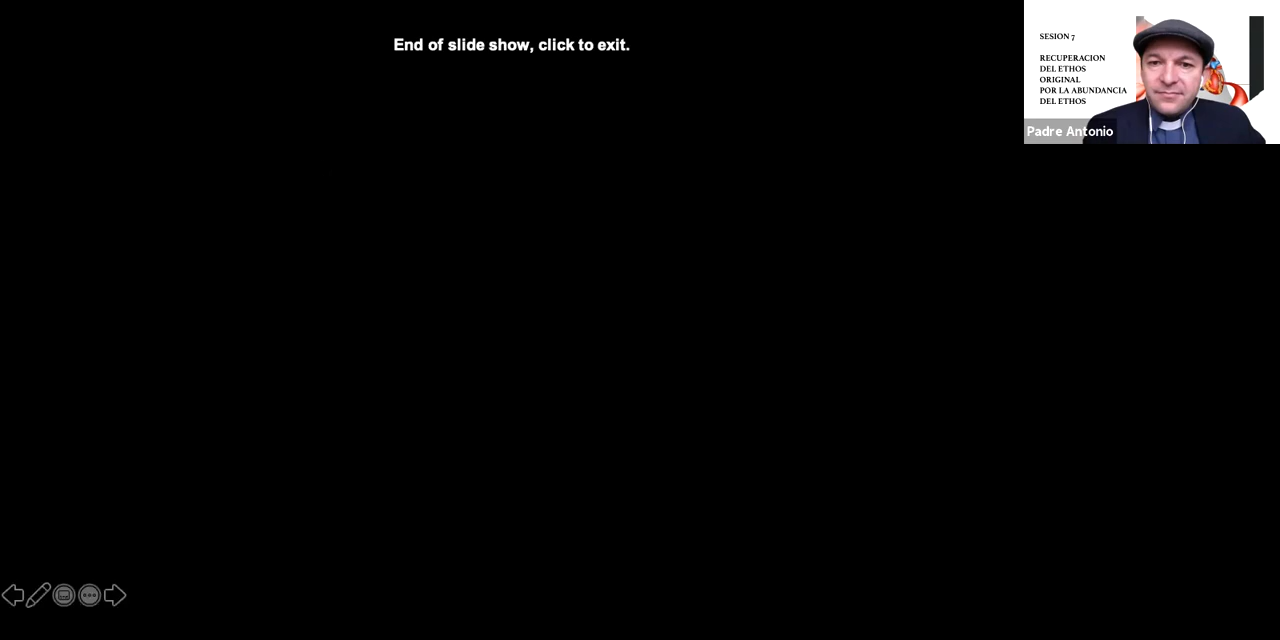 End of slide show, click to exit.
SESION 7
RECUPERACION
DEL ETHOS
ORIGINAL
POR LA ABUNDANCIA
DEL ETHOS
Padre Antonio